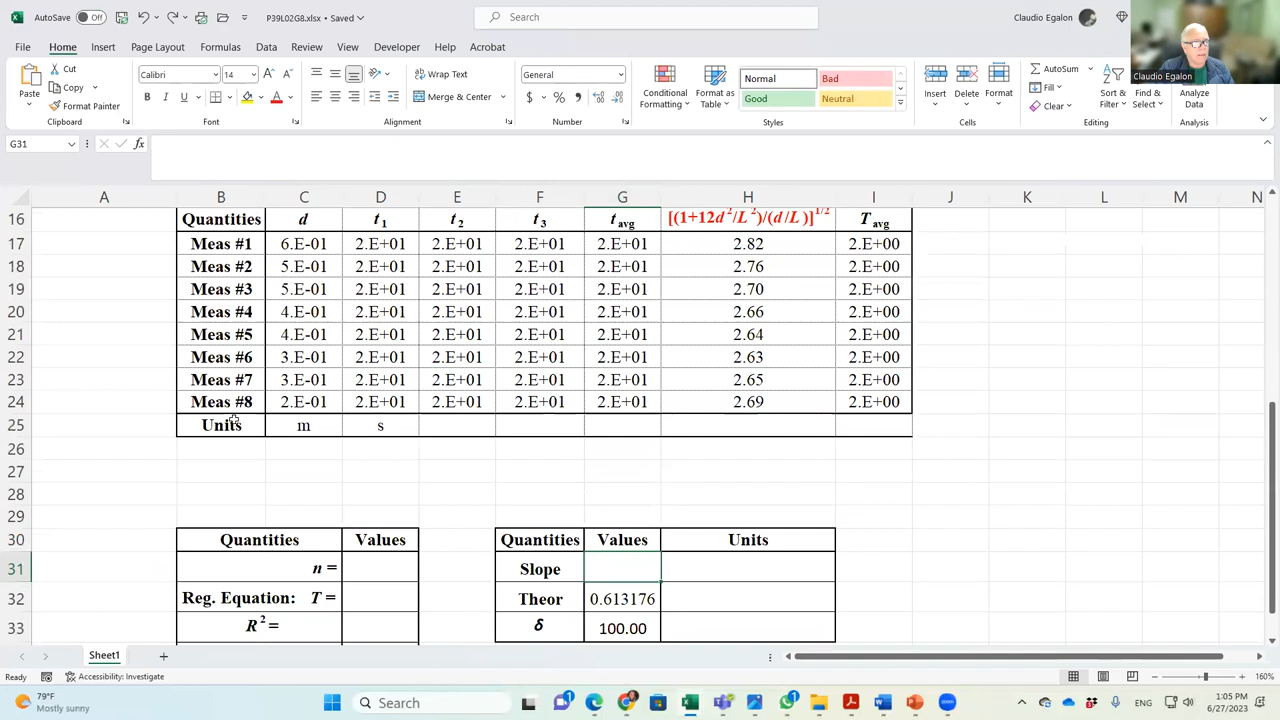 AutoSave Off P39L02G8.xlsx • Saved Search Claudio Egalon
File Home Insert Page Layout Formulas Data Review View Developer Help Acrobat
Claudio Egalon
Paste Cut Copy Format Painter
Calibri 14
B I U
Wrap Text
Merge & Center
General
$ % ,
Conditional Formatting Format as Table
Normal Bad
Good Neutral
Insert Delete Format
AutoSum
Fill
Clear
Sort & Filter Find & Select
Analyze Data
Clipboard Font Alignment Number Styles Cells Editing Analysis
G31 fx
A B C D E F G H I J K L M N
16 Quantities d t1 t2 t3 tavg [(1+12d²/L²)/(d/L)]^1/2 Tavg
17 Meas #1 6.E-01 2.E+01 2.E+01 2.E+01 2.E+01 2.82 2.E+00
18 Meas #2 5.E-01 2.E+01 2.E+01 2.E+01 2.E+01 2.76 2.E+00
19 Meas #3 5.E-01 2.E+01 2.E+01 2.E+01 2.E+01 2.70 2.E+00
20 Meas #4 4.E-01 2.E+01 2.E+01 2.E+01 2.E+01 2.66 2.E+00
21 Meas #5 4.E-01 2.E+01 2.E+01 2.E+01 2.E+01 2.64 2.E+00
22 Meas #6 3.E-01 2.E+01 2.E+01 2.E+01 2.E+01 2.63 2.E+00
23 Meas #7 3.E-01 2.E+01 2.E+01 2.E+01 2.E+01 2.65 2.E+00
24 Meas #8 2.E-01 2.E+01 2.E+01 2.E+01 2.E+01 2.69 2.E+00
25 Units m s
26
27
28
29
30 Quantities Values Quantities Values Units
31 n = Slope
32 Reg. Equation: T = Theor 0.613176
33 R² = δ 100.00
Sheet1
Accessibility: Investigate 160%
79°F
Mostly sunny
Search
ENG
1:05 PM
6/27/2023